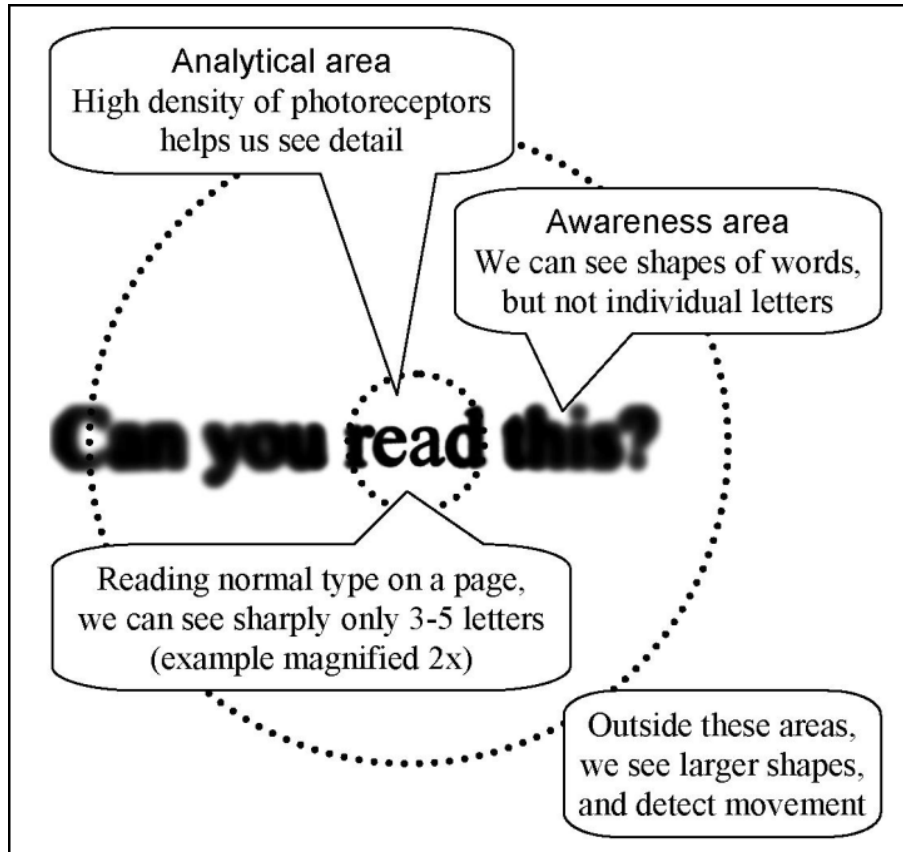 Analytical area
High density of photoreceptors
helps us see detail
Awareness area
We can see shapes of words,
but not individual letters
Can you read this?
Reading normal type on a page,
we can see sharply only 3-5 letters
(example magnified 2x)
Outside these areas,
we see larger shapes,
and detect movement